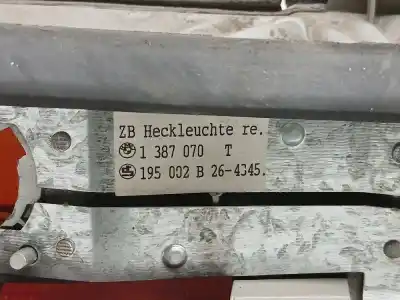 ZB Heckleuchte re.
1 387 070 T
195 002 B 26-4345.